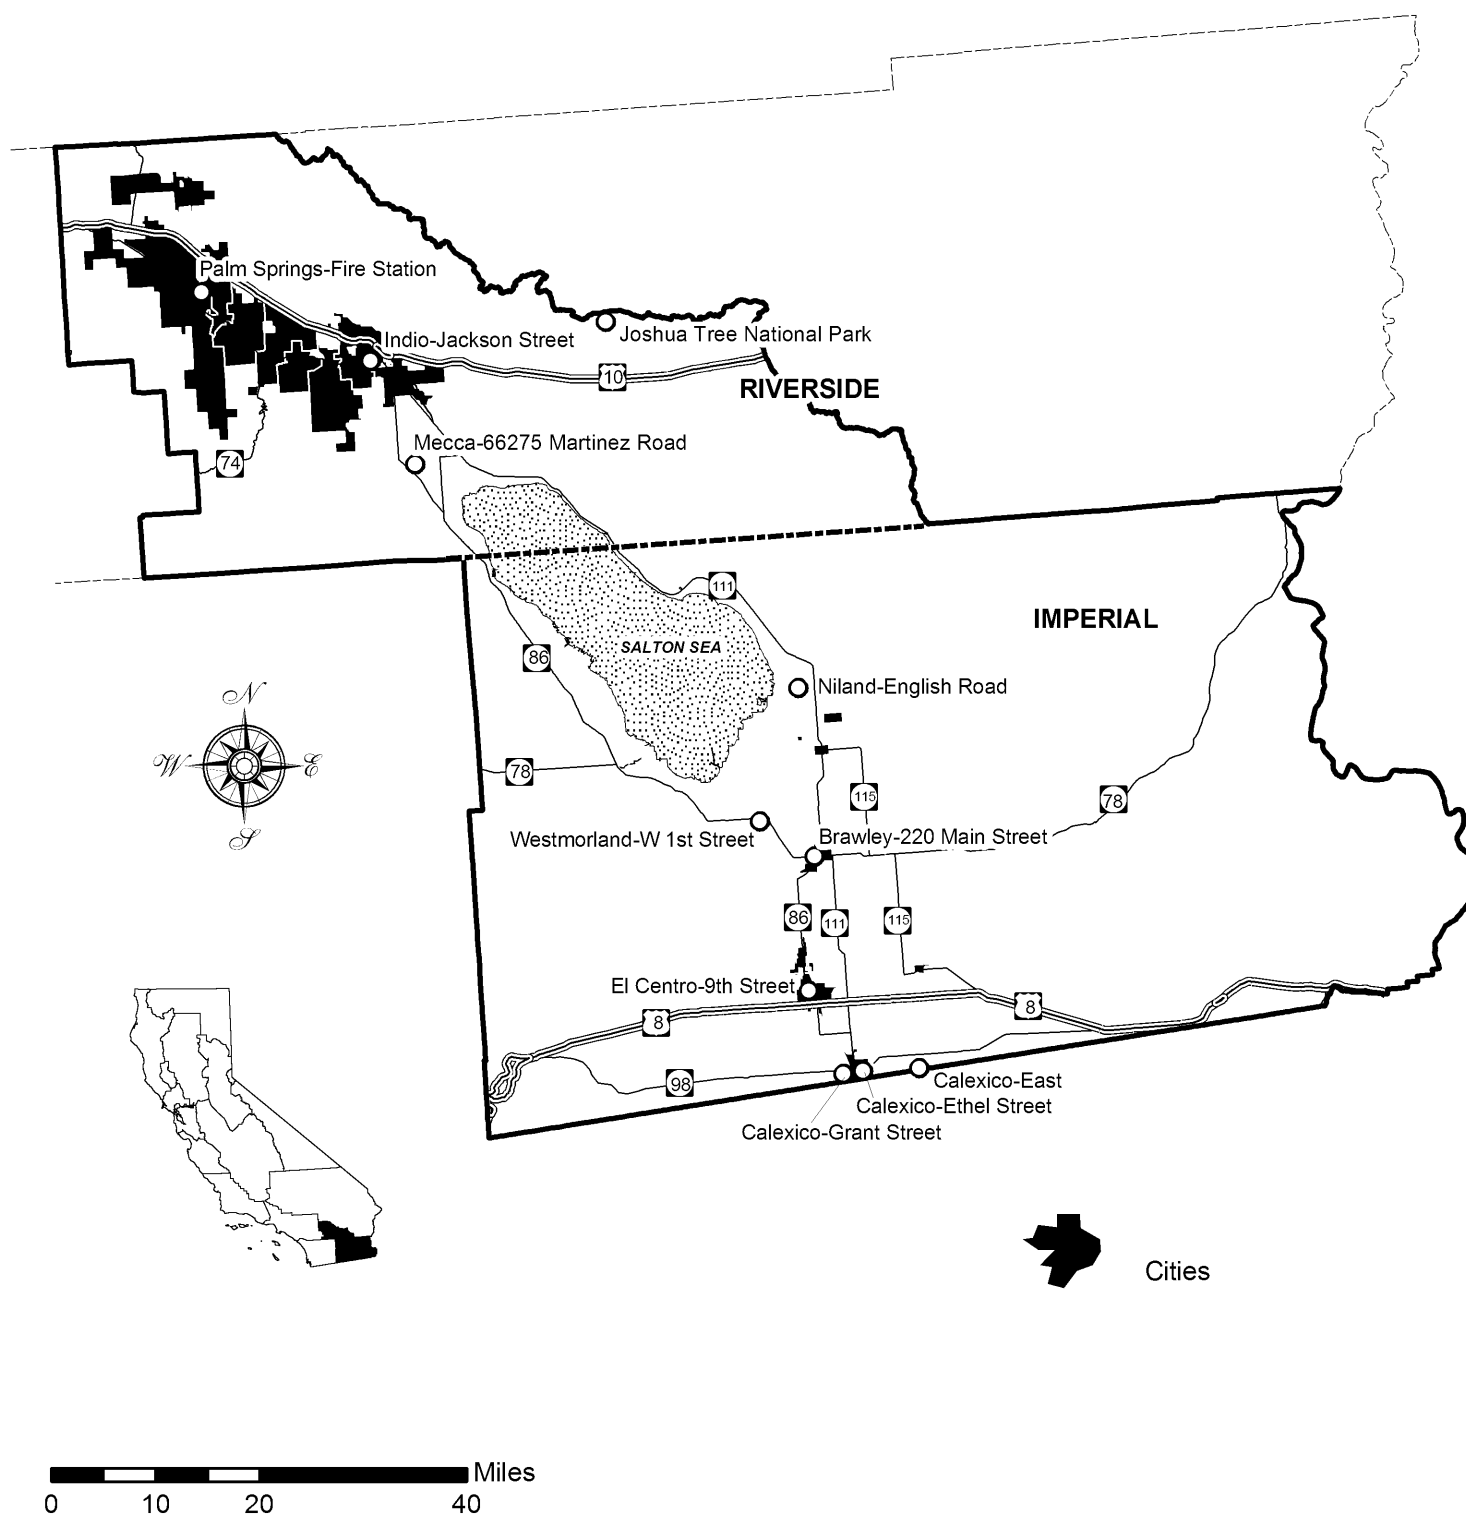 Palm Springs-Fire Station
Indio-Jackson Street
Joshua Tree National Park
10
RIVERSIDE
Mecca-66275 Martinez Road
74
111
IMPERIAL
SALTON SEA
86
Niland-English Road
N
W
E
S
78
115
78
Westmorland-W 1st Street
Brawley-220 Main Street
86
111
115
El Centro-9th Street
8
8
98
Calexico-East
Calexico-Ethel Street
Calexico-Grant Street
Cities
Miles
0
10
20
40